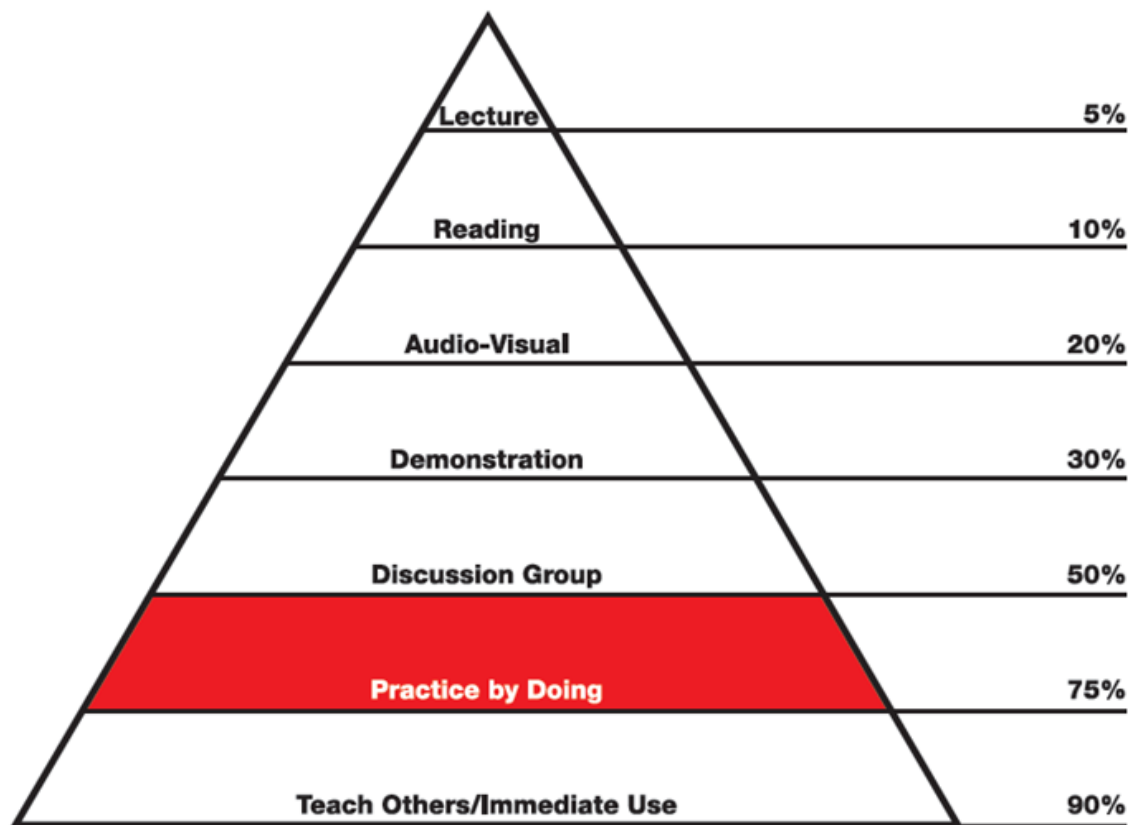 Lecture 5%
Reading 10%
Audio-Visual 20%
Demonstration 30%
Discussion Group 50%
Practice by Doing 75%
Teach Others/Immediate Use 90%